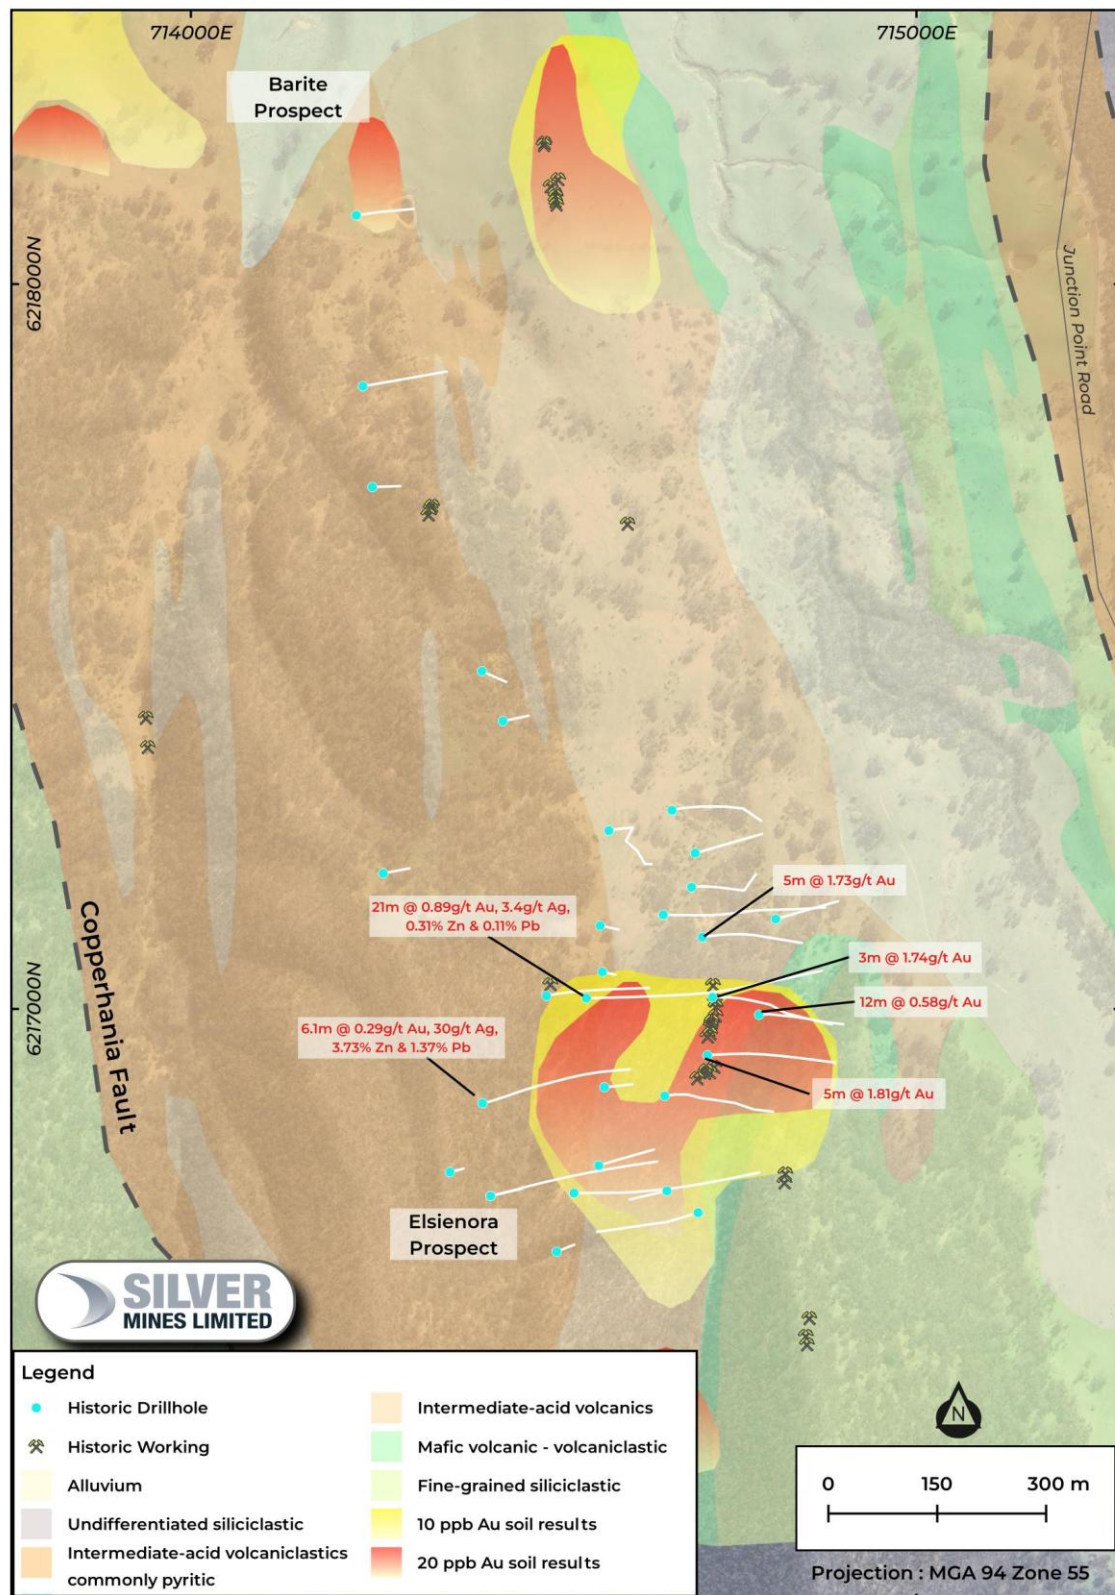 714000E
715000E
Barite
Prospect
6218000N
Junction Point Road
5m @ 1.73g/t Au
21m @ 0.89g/t Au, 3.4g/t Ag,
0.31% Zn & 0.11% Pb
3m @ 1.74g/t Au
12m @ 0.58g/t Au
6217000N
6.1m @ 0.29g/t Au, 30g/t Ag,
3.73% Zn & 1.37% Pb
5m @ 1.81g/t Au
Copperhania Fault
Elsienora
Prospect
SILVER
MINES LIMITED
Legend
Historic Drillhole
Historic Working
Alluvium
Undifferentiated siliciclastic
Intermediate-acid volcaniclastics
commonly pyritic
Intermediate-acid volcanics
Mafic volcanic - volcaniclastic
Fine-grained siliciclastic
10 ppb Au soil results
20 ppb Au soil results
N
0 150 300 m
Projection : MGA 94 Zone 55